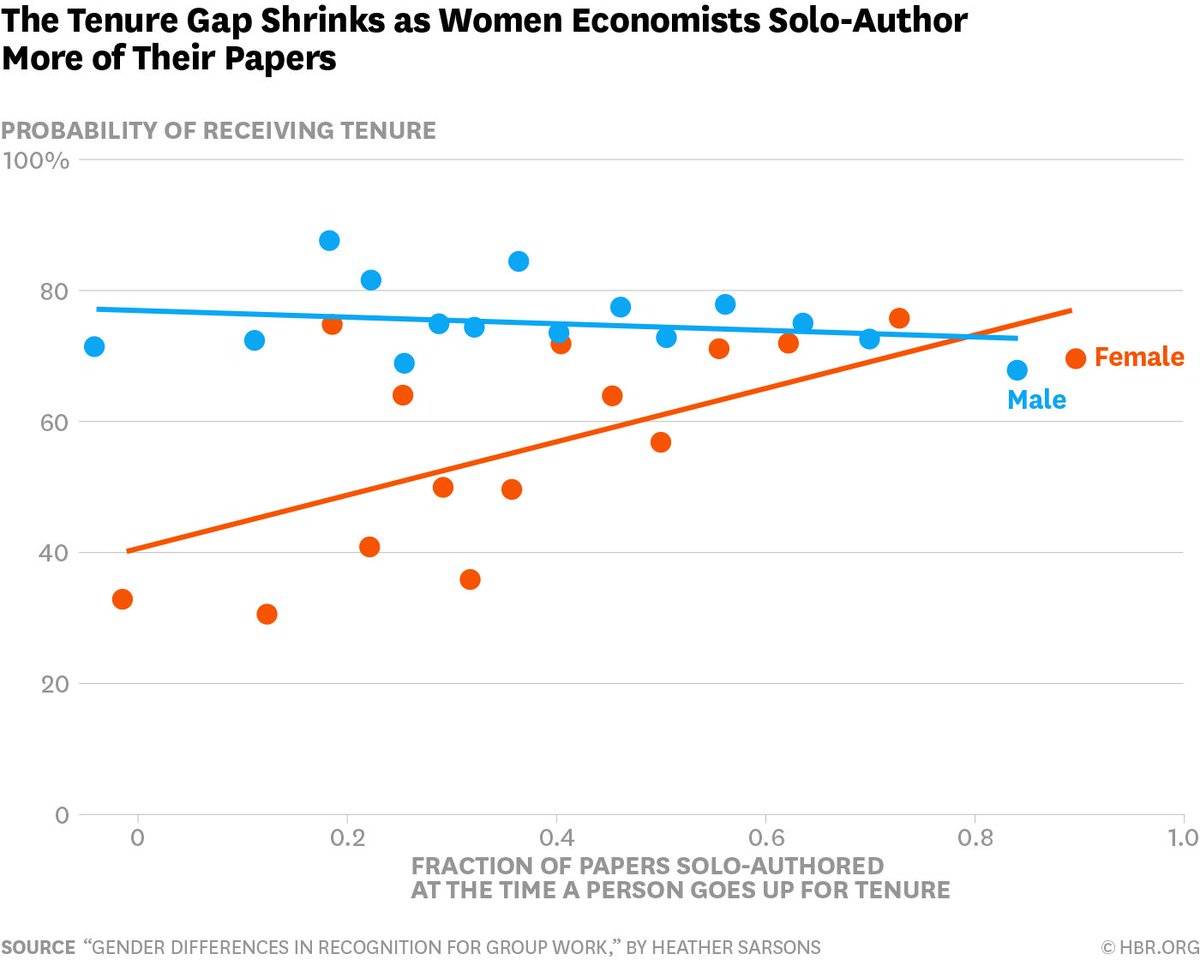 The Tenure Gap Shrinks as Women Economists Solo-Author
More of Their Papers
PROBABILITY OF RECEIVING TENURE
100%
80
60
40
20
0
Female
Male
0 0.2 0.4 0.6 0.8 1.0
FRACTION OF PAPERS SOLO-AUTHORED
AT THE TIME A PERSON GOES UP FOR TENURE
SOURCE “GENDER DIFFERENCES IN RECOGNITION FOR GROUP WORK,” BY HEATHER SARSONS © HBR.ORG